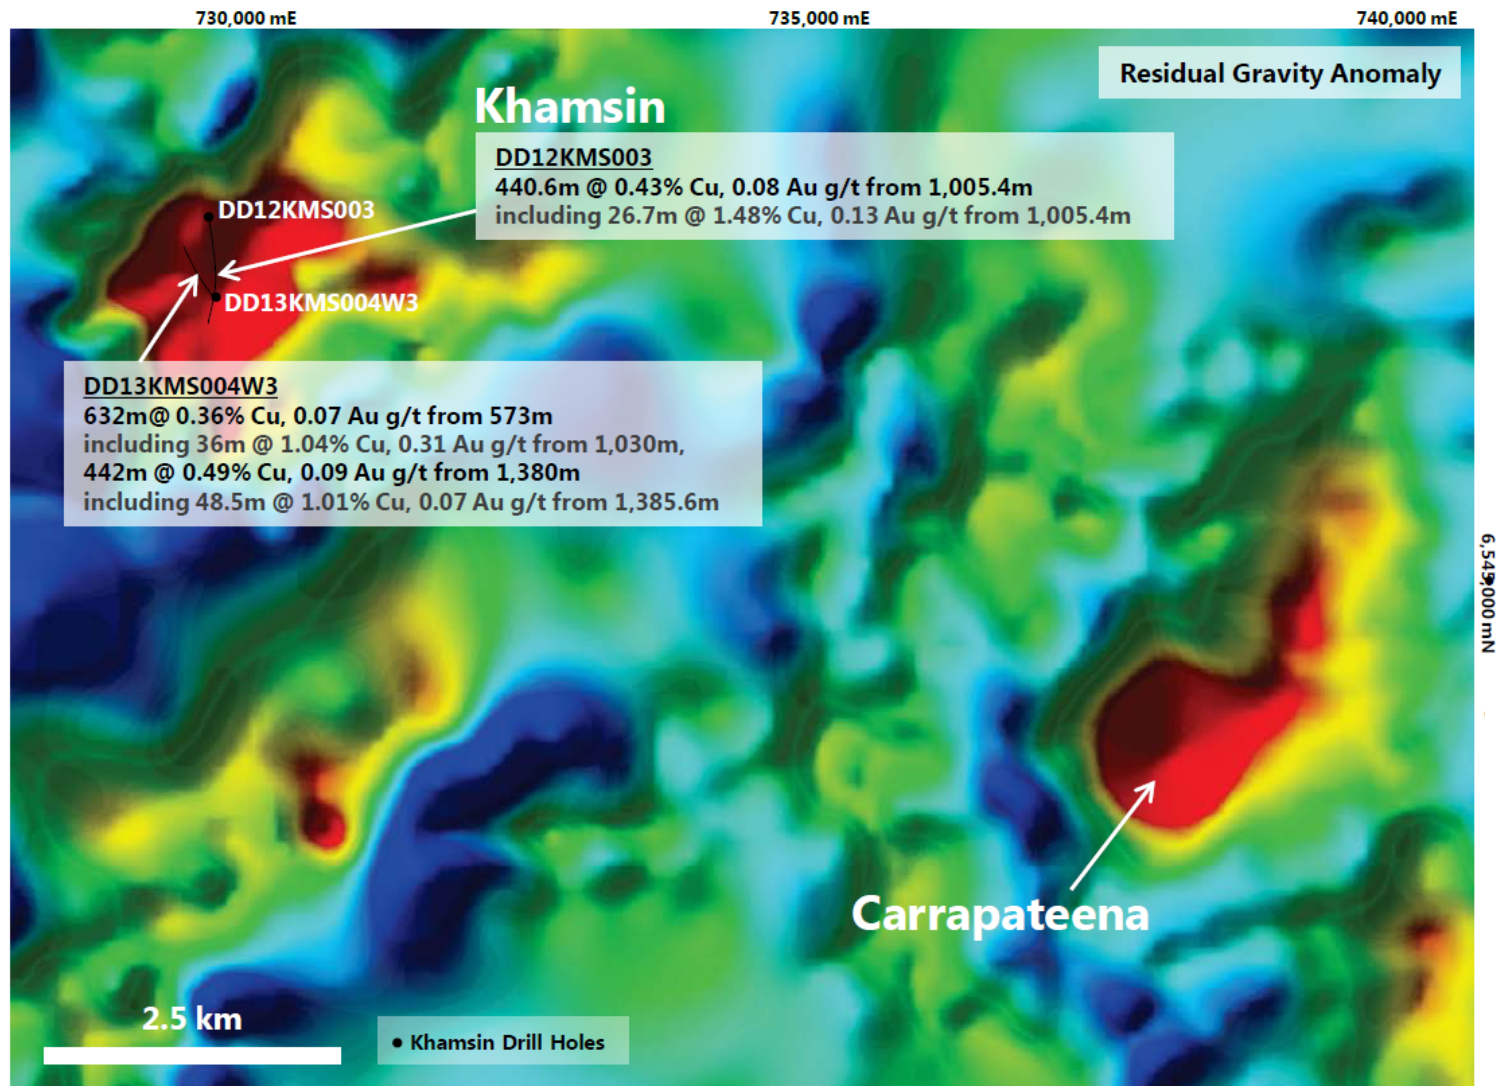 730,000 mE
735,000 mE
740,000 mE
Residual Gravity Anomaly
Khamsin
DD12KMS003
440.6m @ 0.43% Cu, 0.08 Au g/t from 1,005.4m
including 26.7m @ 1.48% Cu, 0.13 Au g/t from 1,005.4m
DD12KMS003
DD13KMS004W3
DD13KMS004W3
632m@ 0.36% Cu, 0.07 Au g/t from 573m
including 36m @ 1.04% Cu, 0.31 Au g/t from 1,030m,
442m @ 0.49% Cu, 0.09 Au g/t from 1,380m
including 48.5m @ 1.01% Cu, 0.07 Au g/t from 1,385.6m
6,545,000 mN
Carrapateena
2.5 km
Khamsin Drill Holes